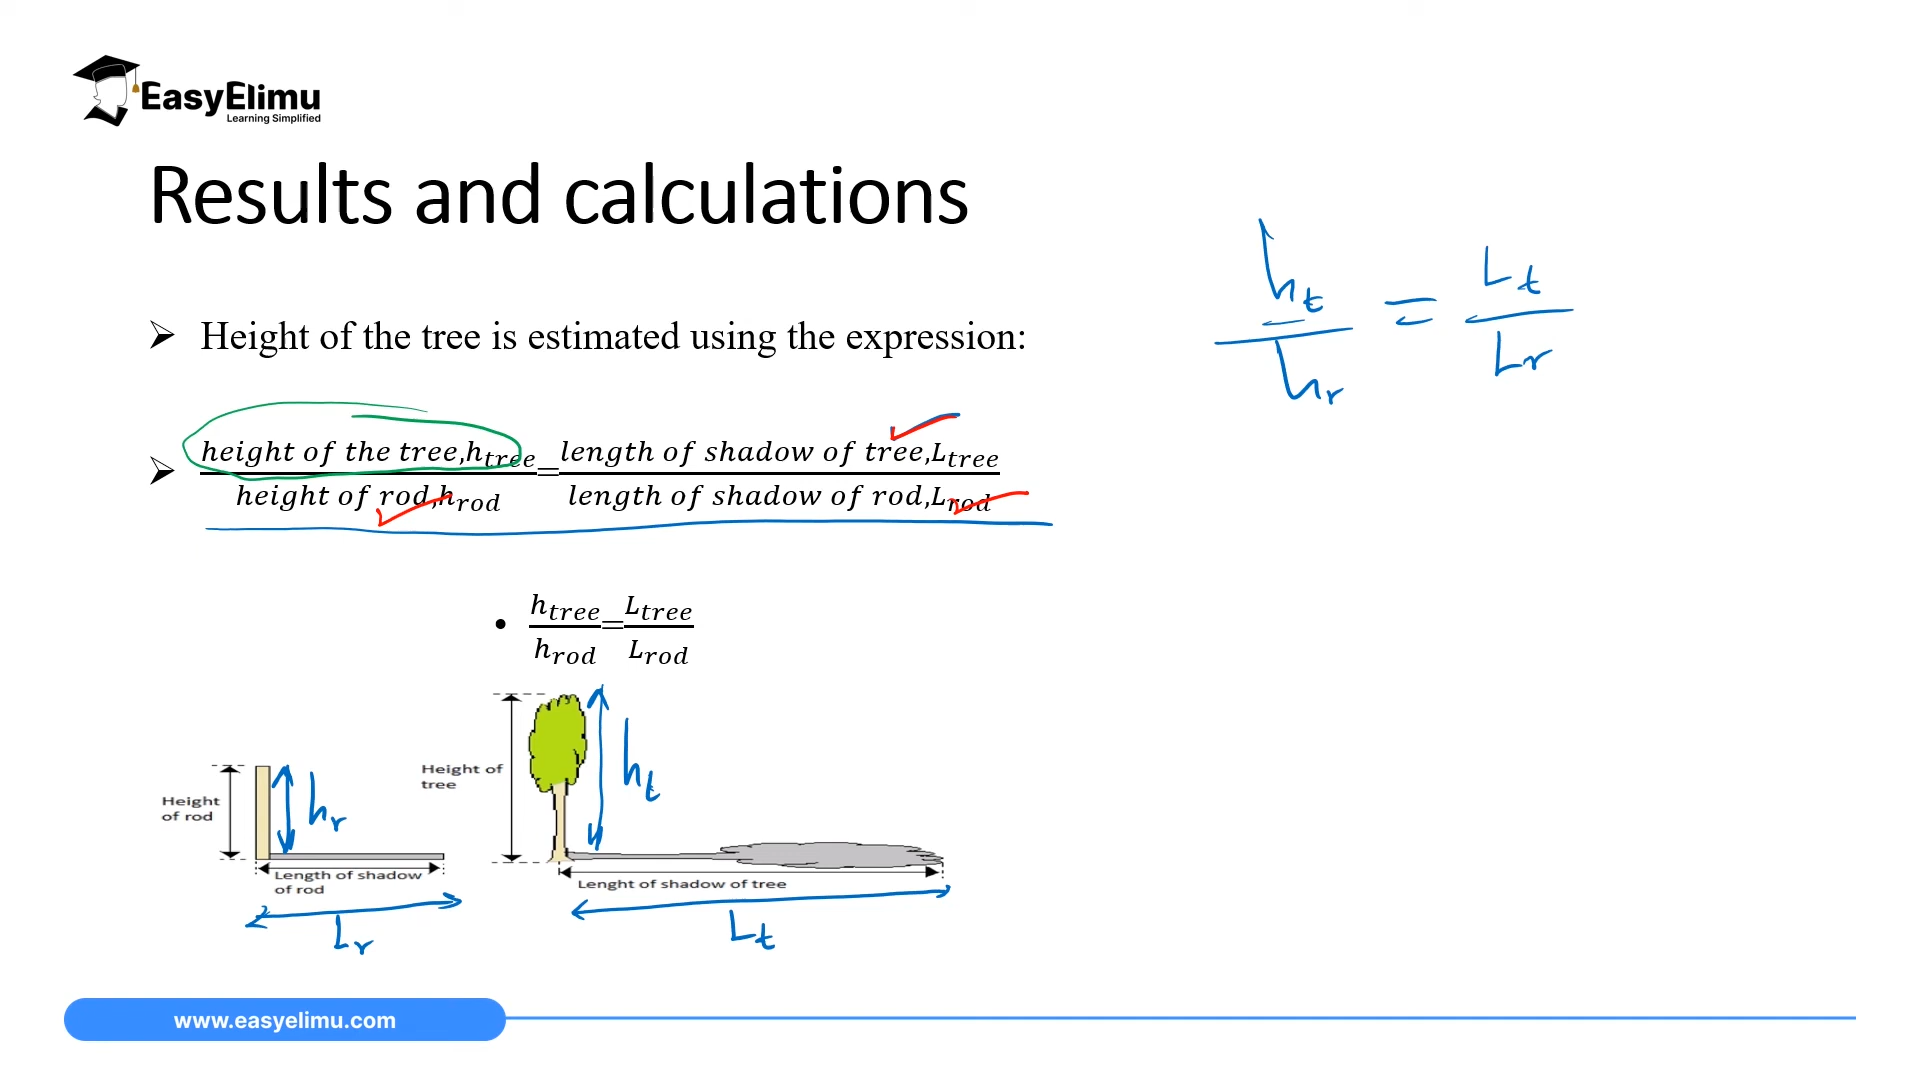 EasyElimu
Learning Simplified
Results and calculations
➢ Height of the tree is estimated using the expression:
➢ height of the tree,h_tree / height of rod,h_rod = length of shadow of tree,L_tree / length of shadow of rod,L_rod
• h_tree / h_rod = L_tree / L_rod
h_t / h_r = L_t / L_r
Height
of rod
h_r
Length of shadow
of rod
L_r
Height of
tree
h_t
Lenght of shadow of tree
L_t
www.easyelimu.com